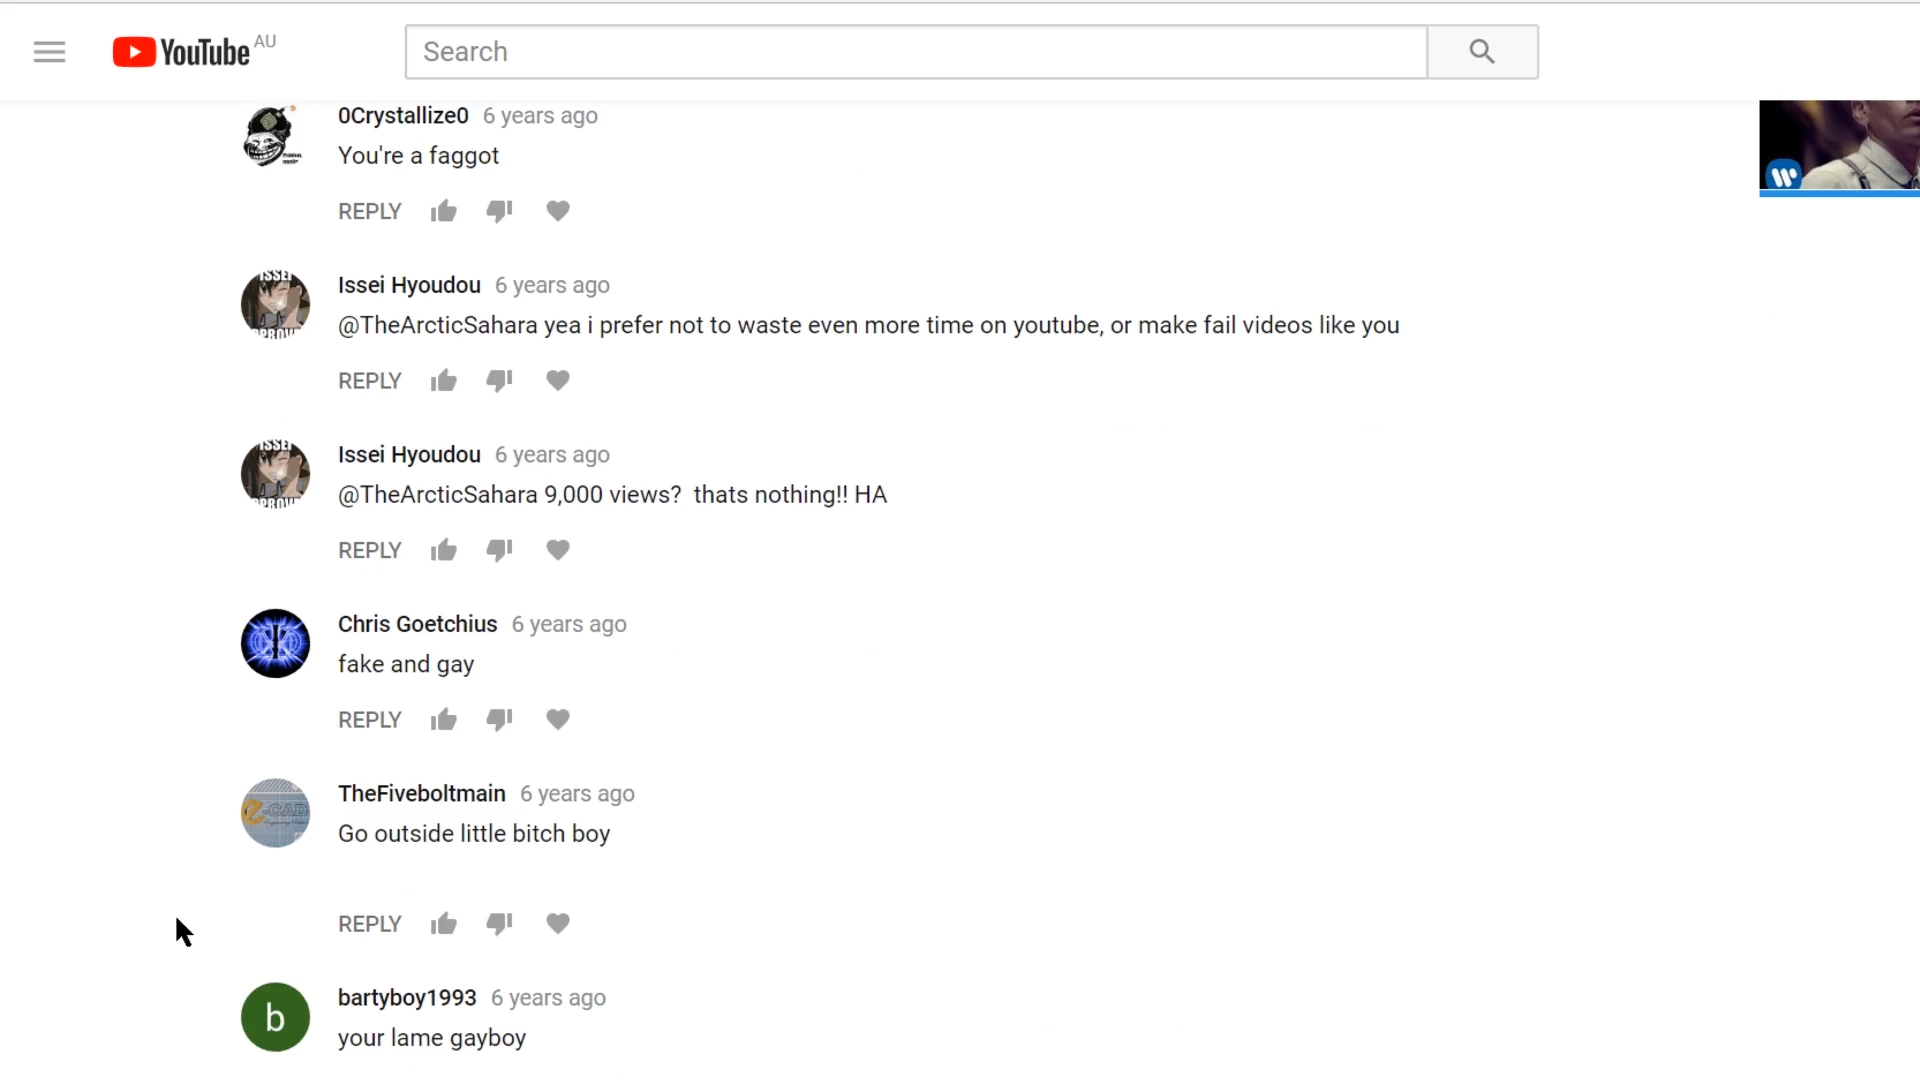 YouTube AU
Search
0Crystallize0 6 years ago
You're a faggot
REPLY
Issei Hyoudou 6 years ago
@TheArcticSahara yea i prefer not to waste even more time on youtube, or make fail videos like you
REPLY
Issei Hyoudou 6 years ago
@TheArcticSahara 9,000 views?  thats nothing!! HA
REPLY
Chris Goetchius 6 years ago
fake and gay
REPLY
TheFiveboltmain 6 years ago
Go outside little bitch boy
REPLY
b
bartyboy1993 6 years ago
your lame gayboy